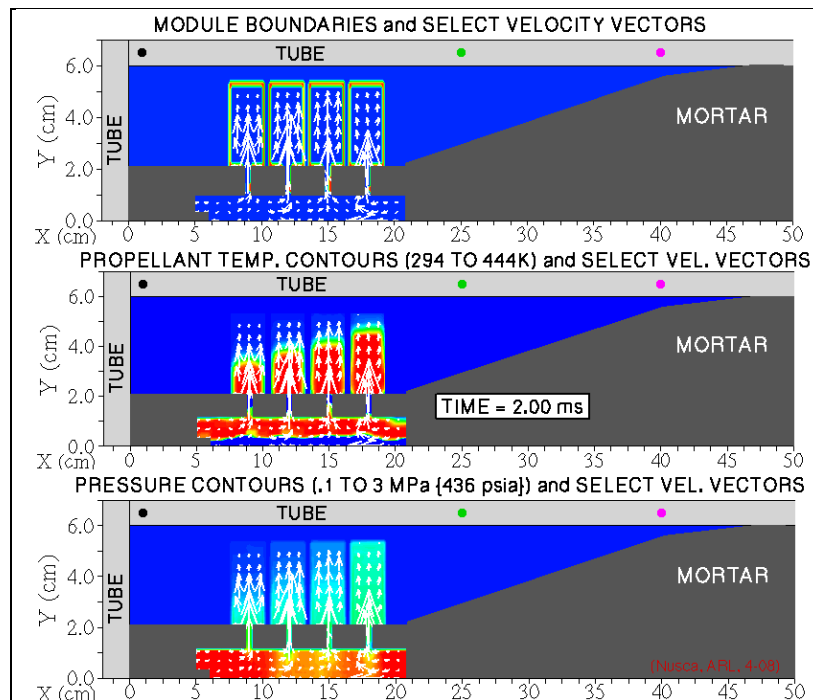 MODULE BOUNDARIES and SELECT VELOCITY VECTORS
TUBE
6.0
4.0
2.0
0.0
Y (cm)
TUBE
MORTAR
X (cm) 0 5 10 15 20 25 30 35 40 45 50
PROPELLANT TEMP. CONTOURS (294 TO 444K) and SELECT VEL. VECTORS
TUBE
6.0
4.0
2.0
0.0
Y (cm)
TUBE
MORTAR
TIME = 2.00 ms
X (cm) 0 5 10 15 20 25 30 35 40 45 50
PRESSURE CONTOURS (.1 TO 3 MPa {436 psia}) and SELECT VEL. VECTORS
TUBE
6.0
4.0
2.0
0.0
Y (cm)
TUBE
MORTAR
(Nusca, ARL, 4-08)
X (cm) 0 5 10 15 20 25 30 35 40 45 50